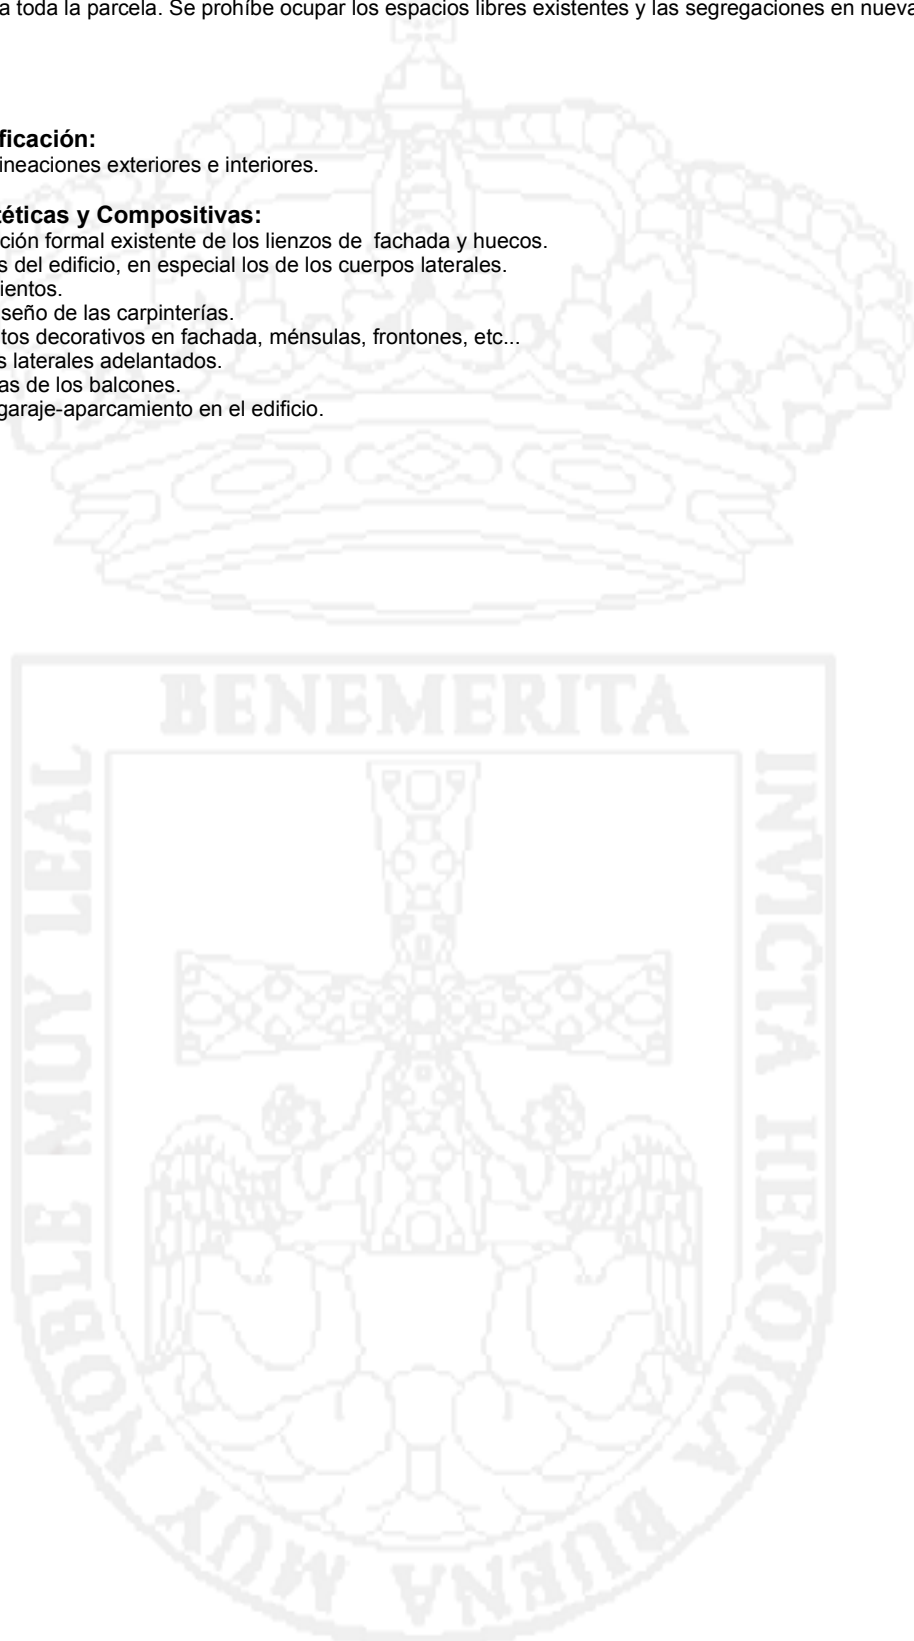 a toda la parcela. Se prohíbe ocupar los espacios libres existentes y las segregaciones en nueva
ficación:
ineaciones exteriores e interiores.
téticas y Compositivas:
ción formal existente de los lienzos de fachada y huecos.
s del edificio, en especial los de los cuerpos laterales.
ientos.
seño de las carpinterías.
tos decorativos en fachada, ménsulas, frontones, etc...
s laterales adelantados.
as de los balcones.
garaje-aparcamiento en el edificio.
BENEMERITA
INVICTA HEROICA BUENA
MUY NOBLE MUY LEAL